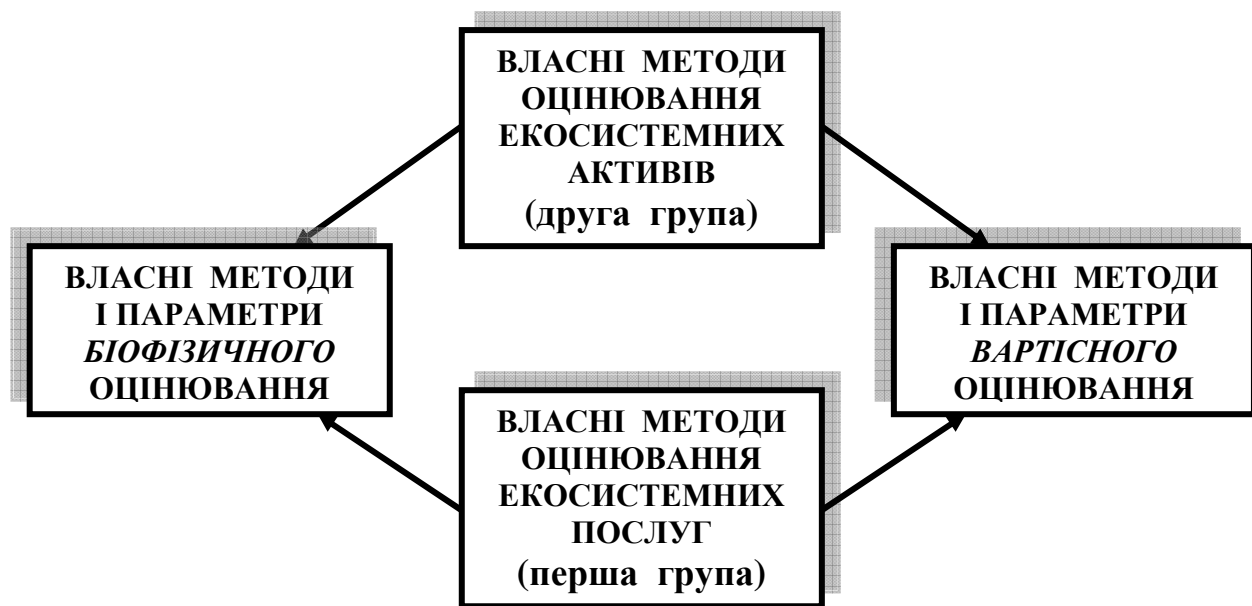 ВЛАСНІ МЕТОДИ
ОЦІНЮВАННЯ
ЕКОСИСТЕМНИХ
АКТИВІВ
(друга група)
ВЛАСНІ МЕТОДИ
І ПАРАМЕТРИ
БІОФІЗИЧНОГО
ОЦІНЮВАННЯ
ВЛАСНІ МЕТОДИ
І ПАРАМЕТРИ
ВАРТІСНОГО
ОЦІНЮВАННЯ
ВЛАСНІ МЕТОДИ
ОЦІНЮВАННЯ
ЕКОСИСТЕМНИХ
ПОСЛУГ
(перша група)